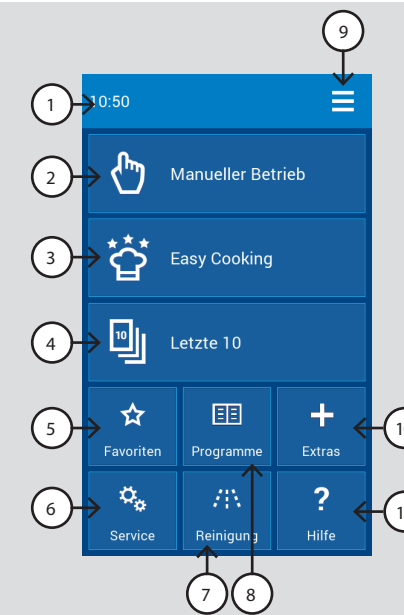 9
1
10:50
2
Manueller Betrieb
3
Easy Cooking
4
10
Letzte 10
5
Favoriten
Programme
Extras
6
Service
Reinigung
?
Hilfe
7
8